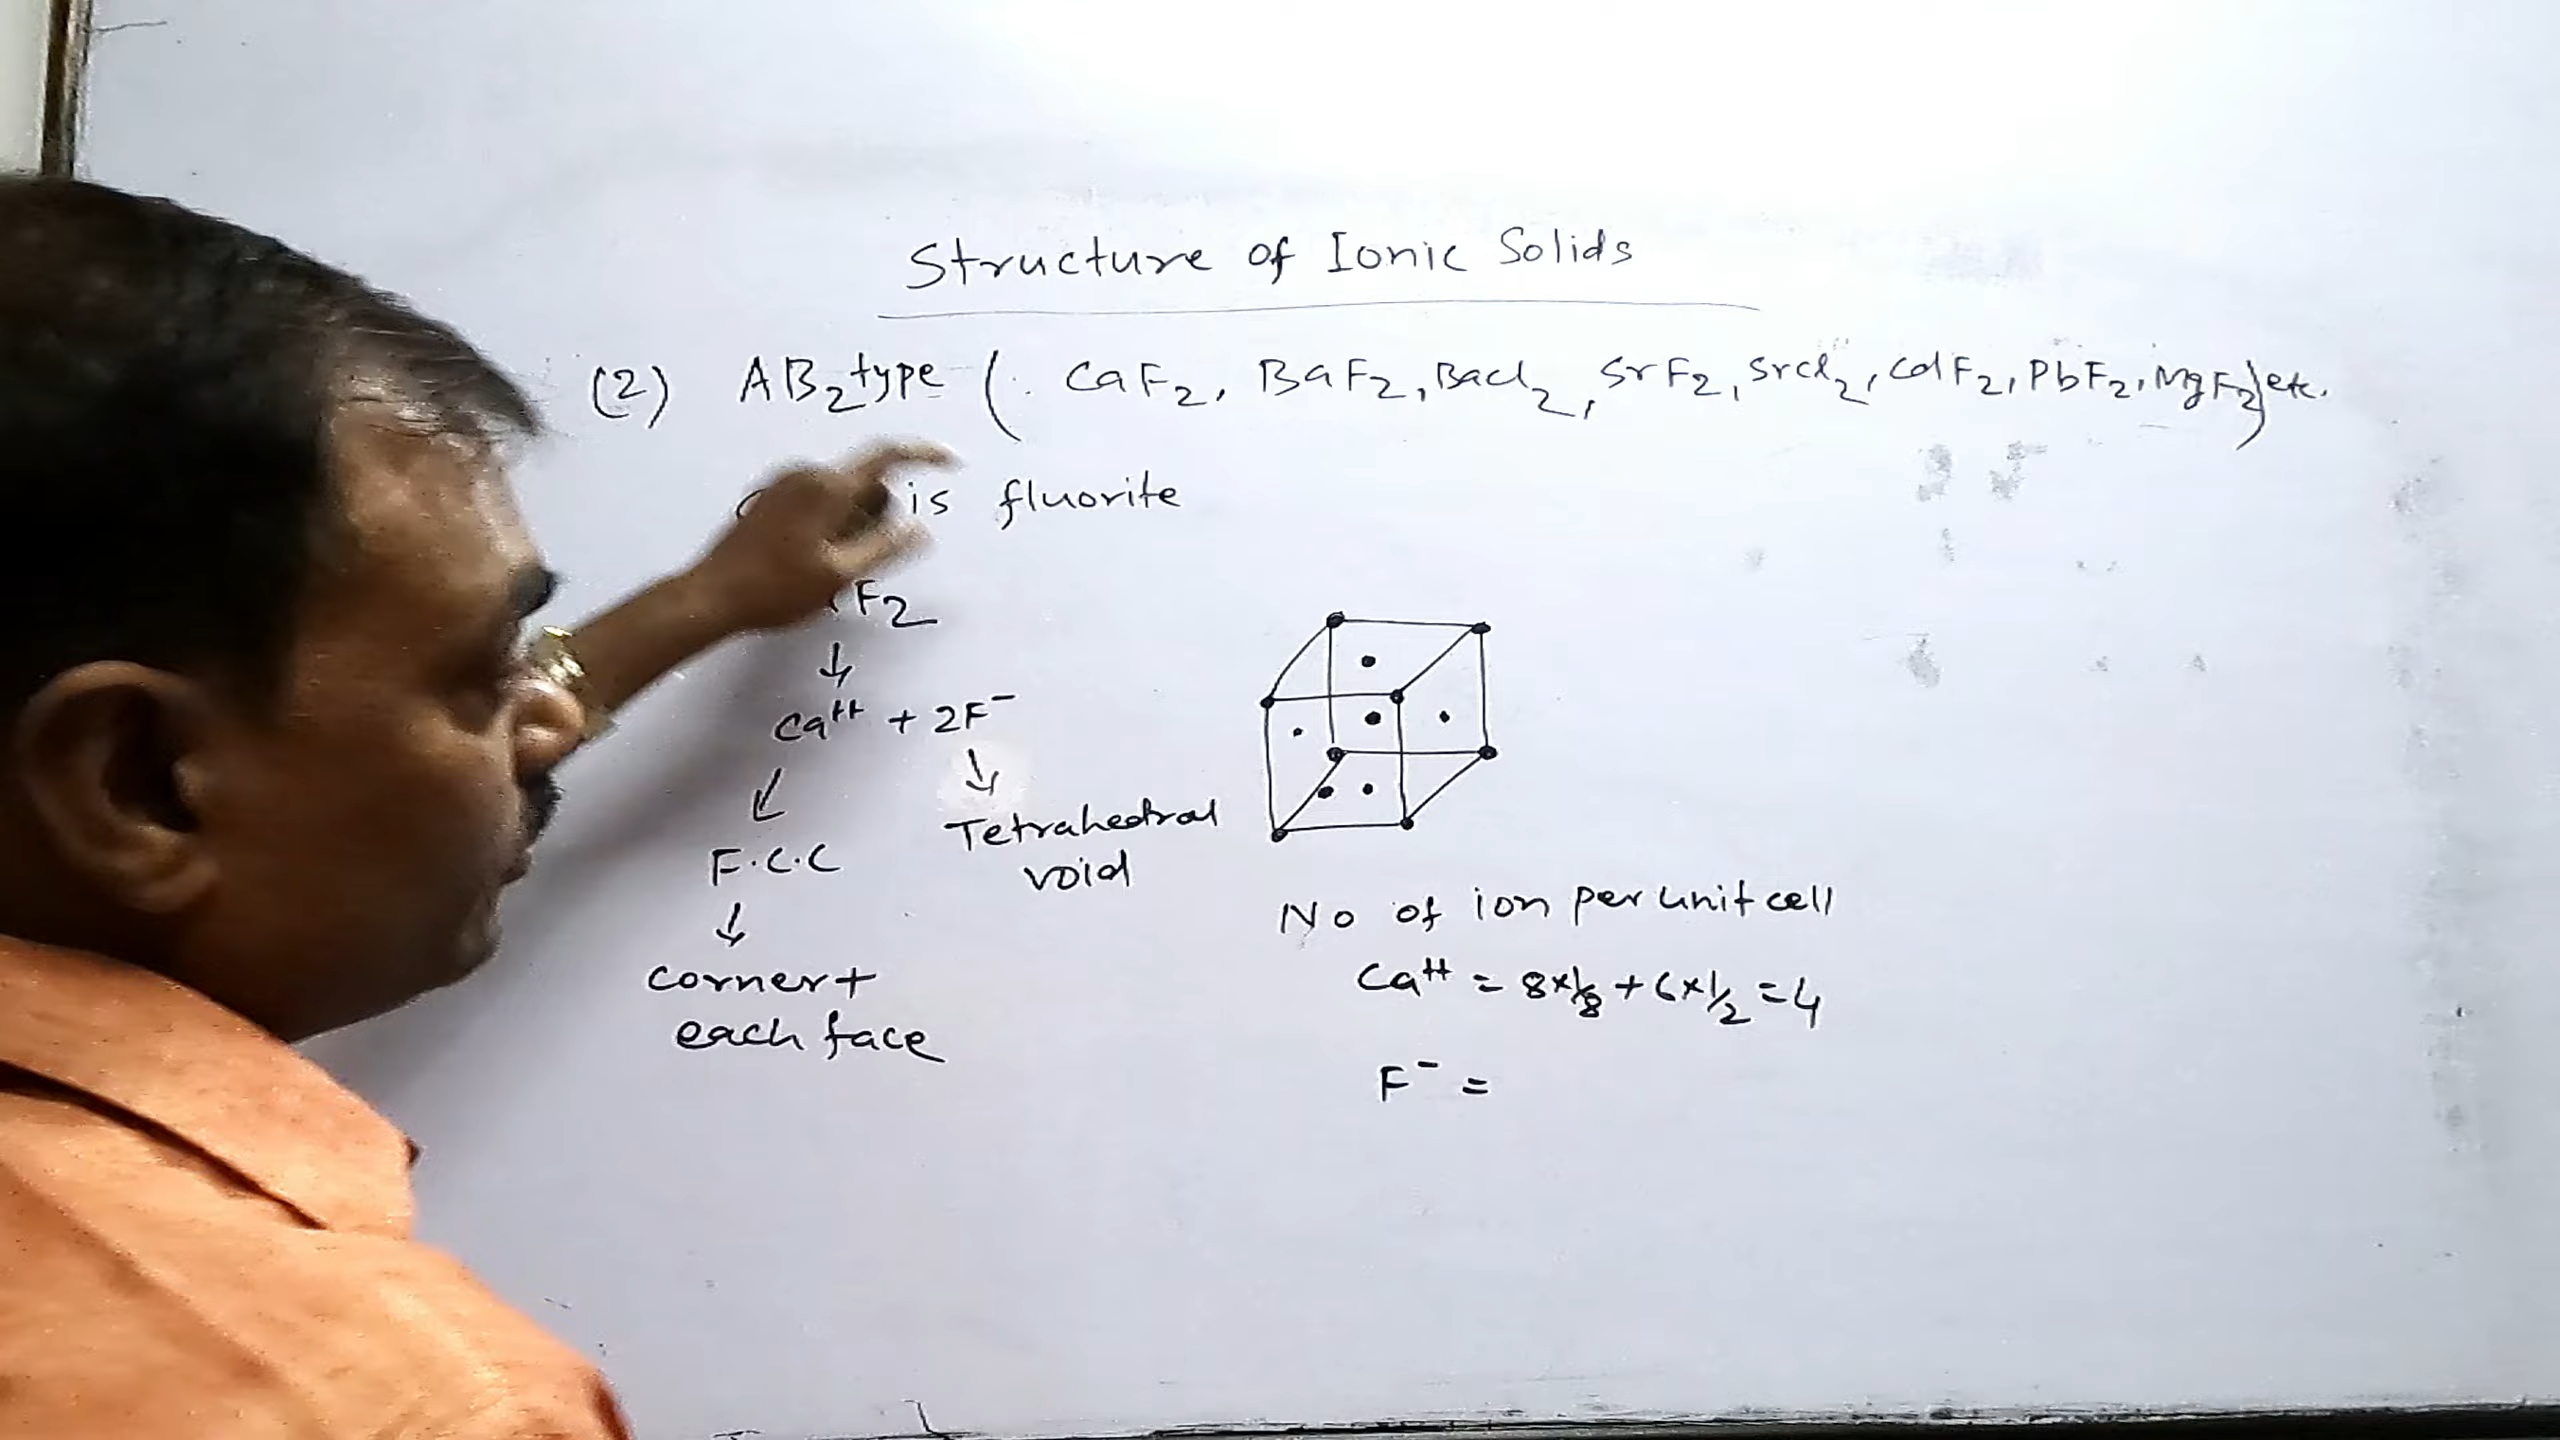 Structure of Ionic Solids
(2) AB₂ type ( CaF₂, BaF₂, BaCl₂, SrF₂, SrCl₂, CdF₂, PbF₂, MgF₂) etc.
is fluorite
F₂
↓
Ca⁺⁺ + 2F⁻
↙ ↓
F.C.C Tetrahedral void
↓
corner +
each face
No of ion per unit cell
Ca⁺⁺ = 8×1/8 + 6×1/2 = 4
F⁻ =